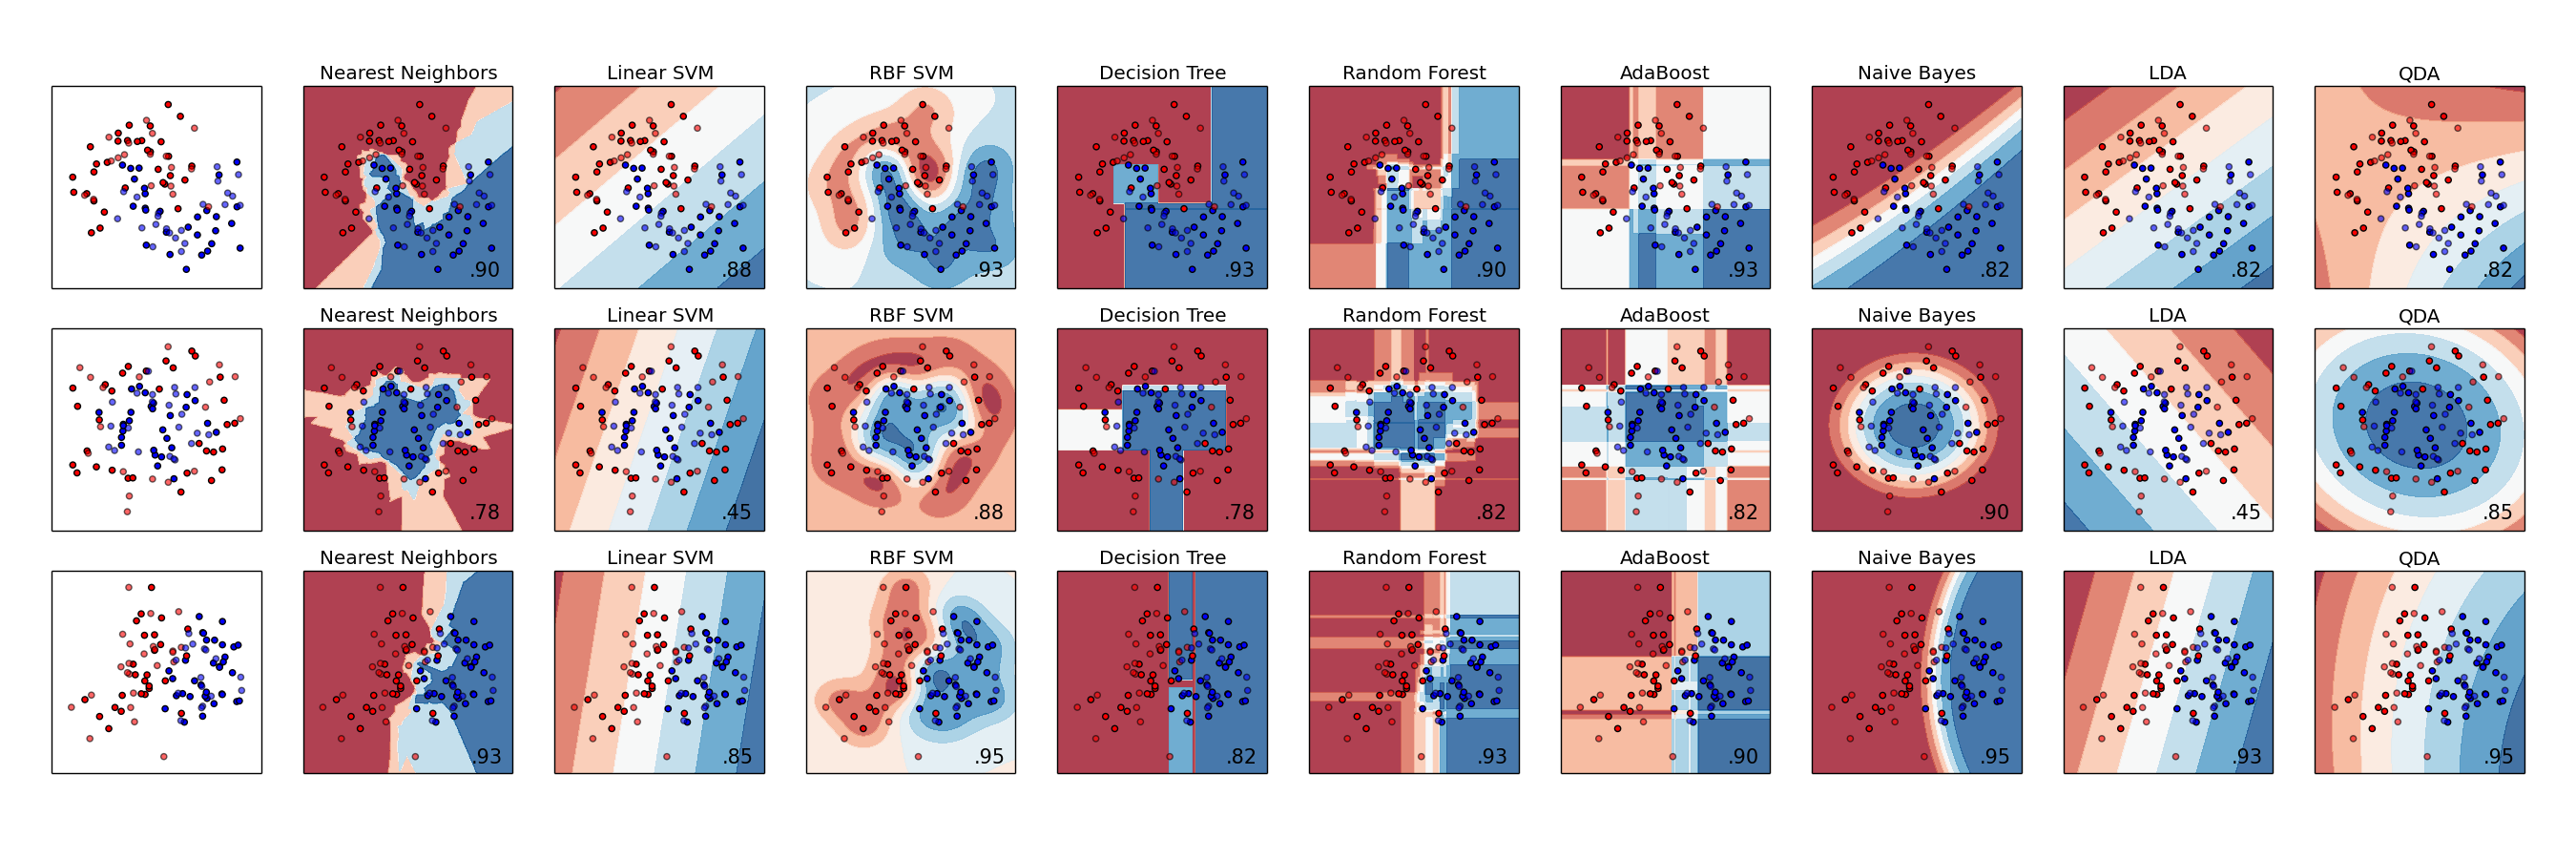 Nearest Neighbors Linear SVM RBF SVM Decision Tree Random Forest AdaBoost Naive Bayes LDA QDA
.90 .88 .93 .93 .90 .93 .82 .82 .82
Nearest Neighbors Linear SVM RBF SVM Decision Tree Random Forest AdaBoost Naive Bayes LDA QDA
.78 .45 .88 .78 .82 .82 .90 .45 .85
Nearest Neighbors Linear SVM RBF SVM Decision Tree Random Forest AdaBoost Naive Bayes LDA QDA
.93 .85 .95 .82 .93 .90 .95 .93 .95